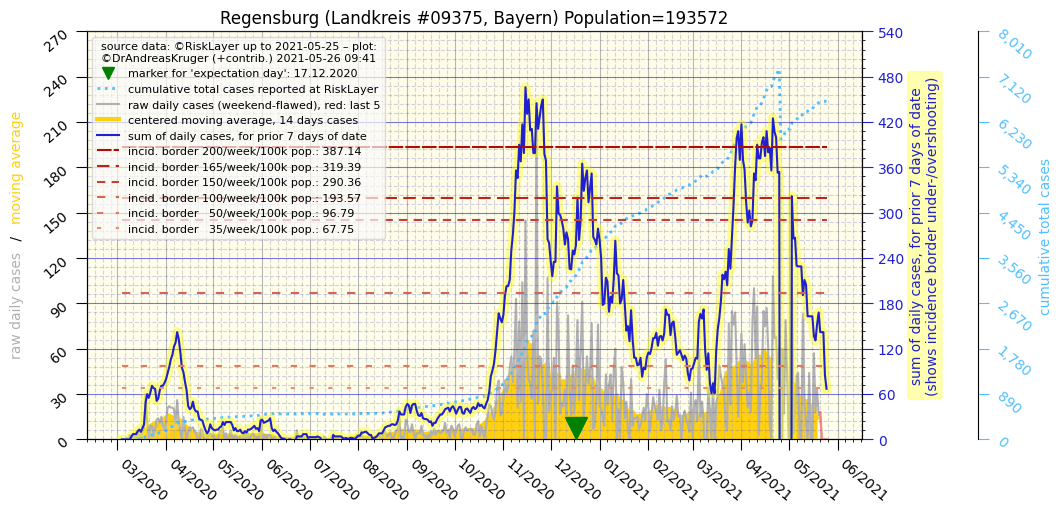 Regensburg (Landkreis #09375, Bayern) Population=193572
source data: ©RiskLayer up to 2021-05-25 – plot:
©DrAndreasKruger (+contrib.) 2021-05-26 09:41
marker for 'expectation day': 17.12.2020
cumulative total cases reported at RiskLayer
raw daily cases (weekend-flawed), red: last 5
centered moving average, 14 days cases
sum of daily cases, for prior 7 days of date
incid. border 200/week/100k pop.: 387.14
incid. border 165/week/100k pop.: 319.39
incid. border 150/week/100k pop.: 290.36
incid. border 100/week/100k pop.: 193.57
incid. border 50/week/100k pop.: 96.79
incid. border 35/week/100k pop.: 67.75
raw daily cases / moving average
270
240
210
180
150
120
90
60
30
0
03/2020
04/2020
05/2020
06/2020
07/2020
08/2020
09/2020
10/2020
11/2020
12/2020
01/2021
02/2021
03/2021
04/2021
05/2021
06/2021
540
480
420
360
300
240
180
120
60
0
sum of daily cases, for prior 7 days of date
(shows incidence border under-/overshooting)
8,010
7,120
6,230
5,340
4,450
3,560
2,670
1,780
890
0
cumulative total cases